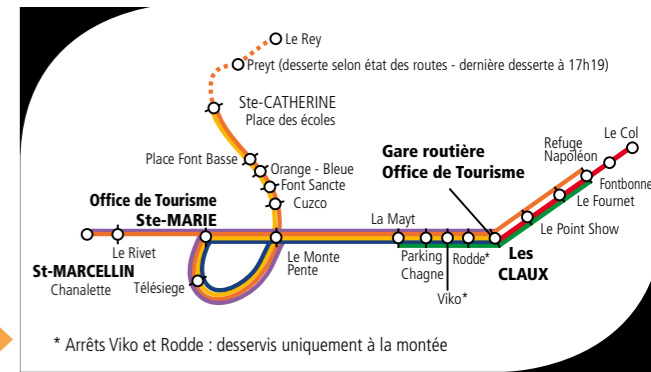 Le Rey
Preyt (desserte selon état des routes - dernière desserte à 17h19)
Ste-CATHERINE
Place des écoles
Place Font Basse
Orange - Bleue
Font Sancte
Cuzco
Office de Tourisme
Ste-MARIE
Le Rivet
St-MARCELLIN
Chanalette
Télésiege
Le Monte
Pente
La Mayt
Parking
Chagne
Viko*
Rodde*
Gare routière
Office de Tourisme
Les
CLAUX
Le Point Show
Le Fournet
Fontbonne
Refuge
Napoléon
Le Col
* Arrêts Viko et Rodde : desservis uniquement à la montée